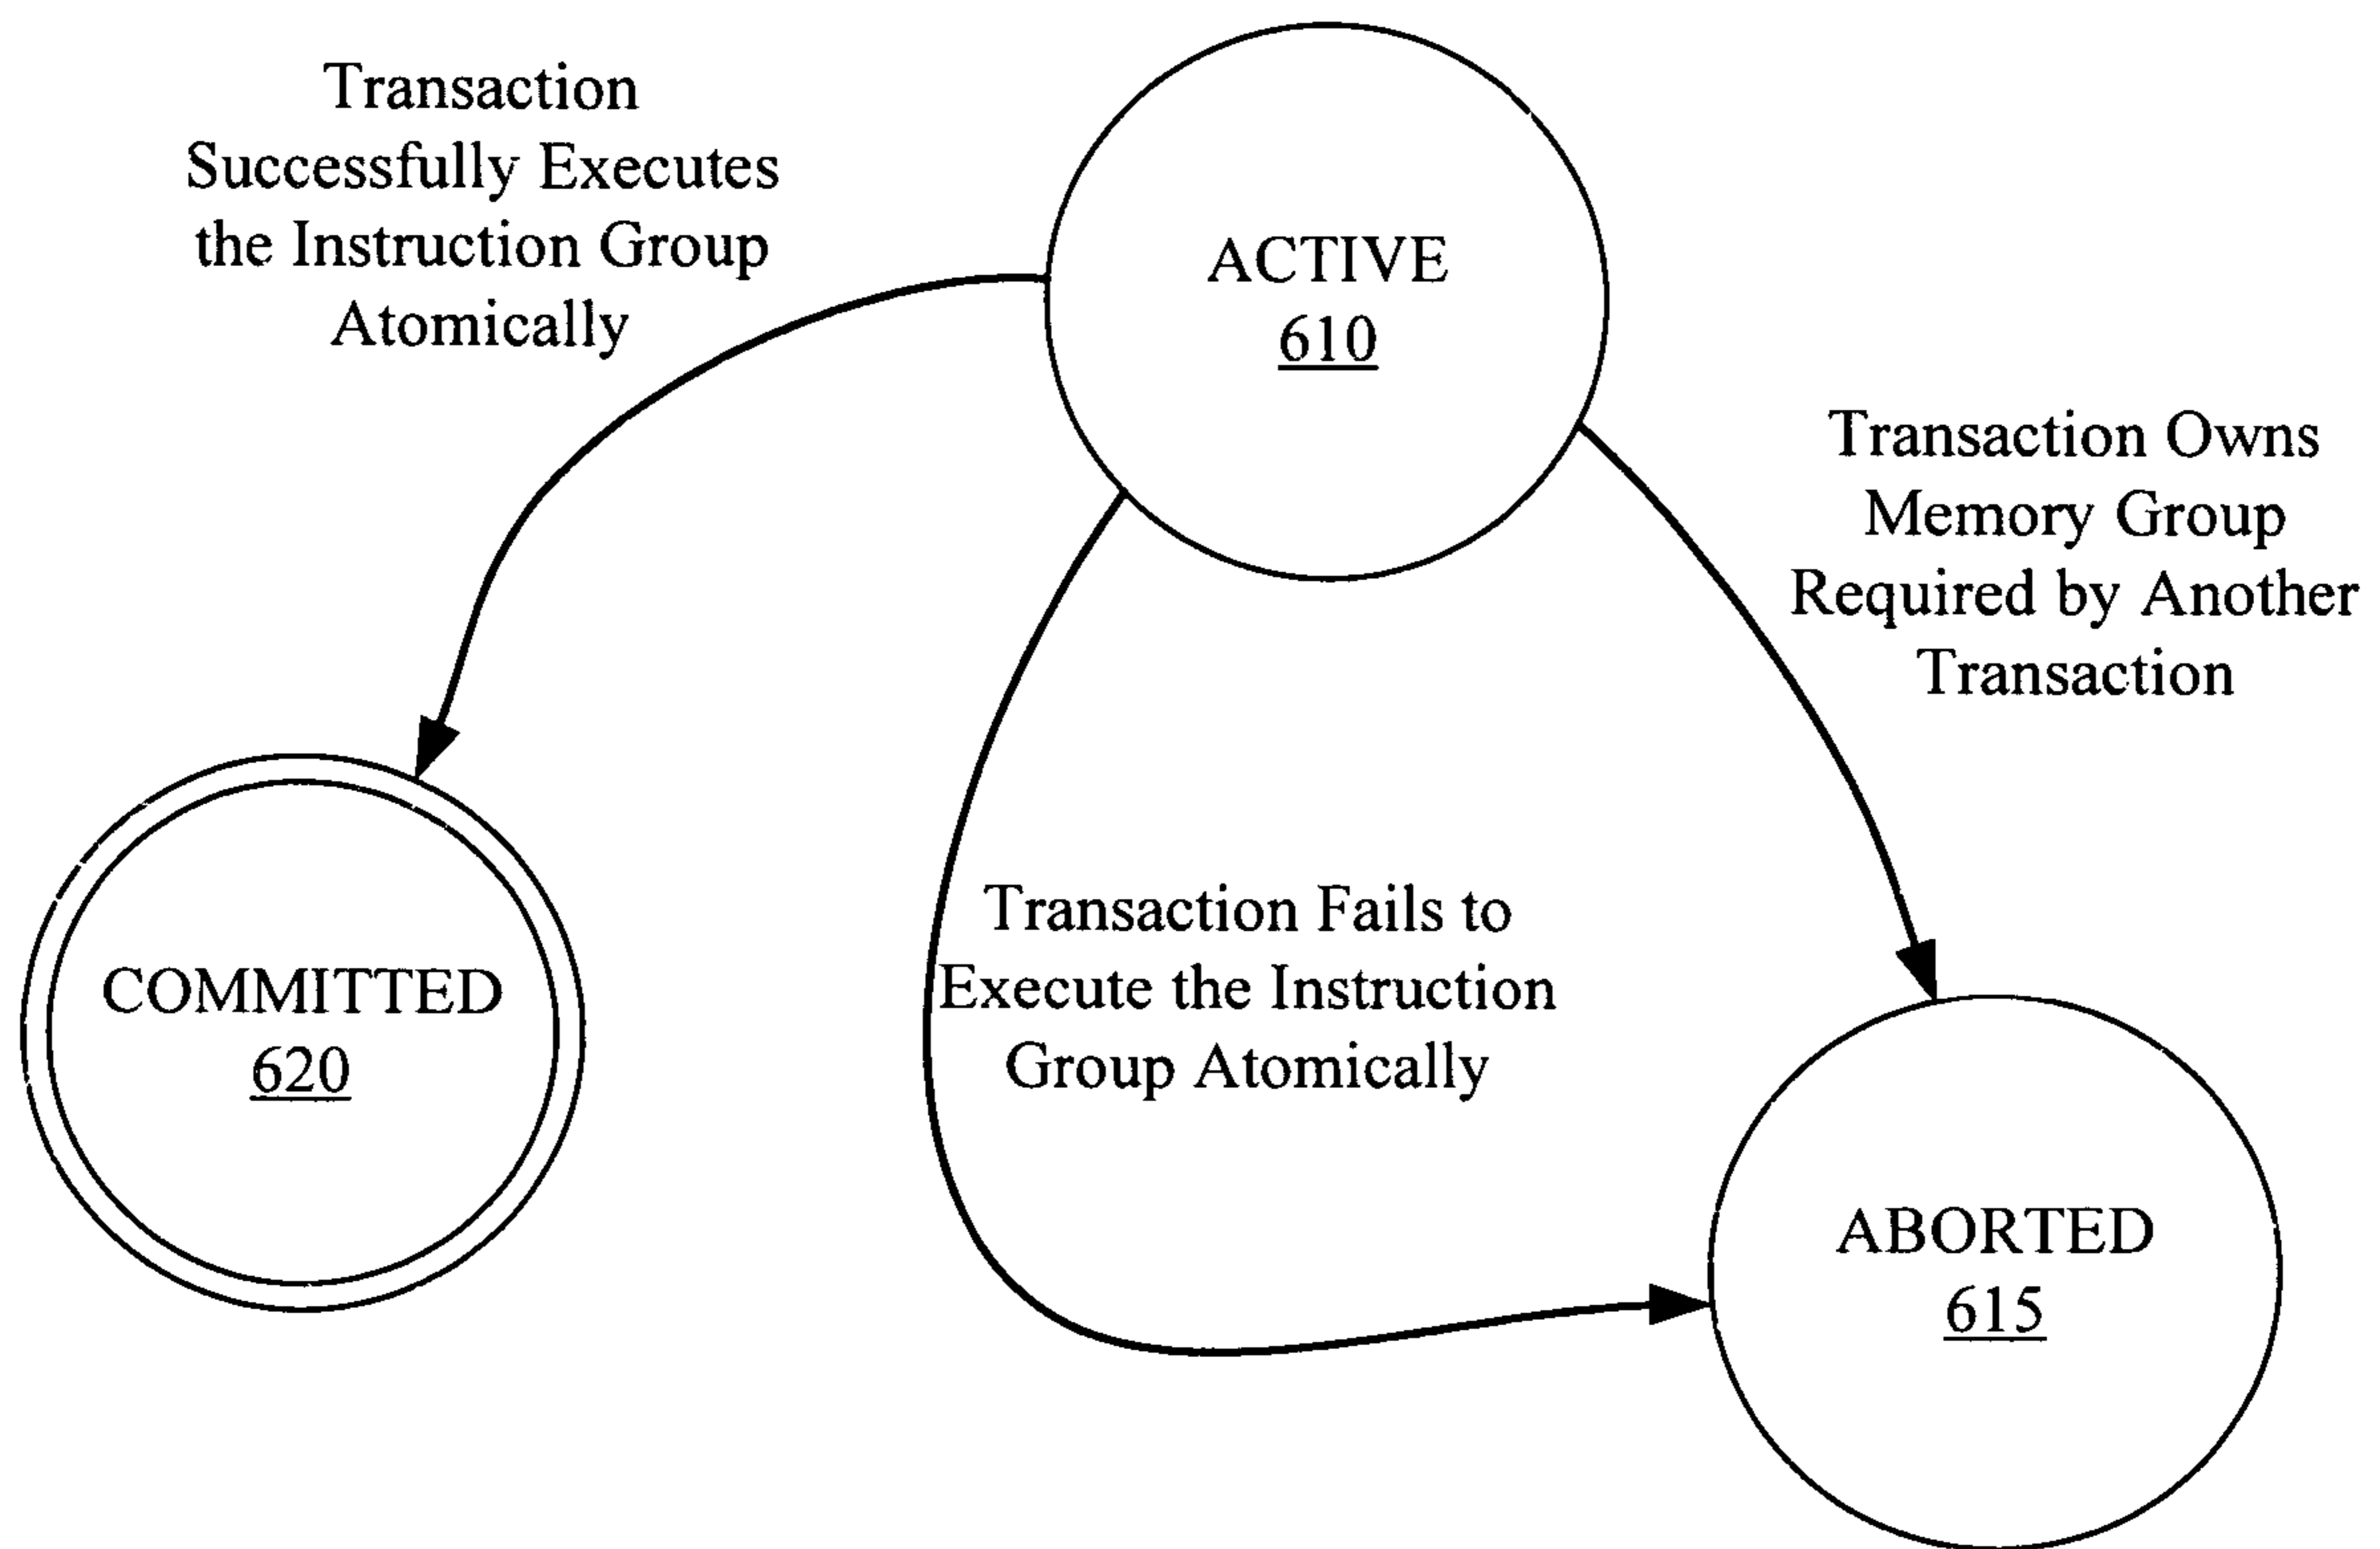 Transaction
Successfully Executes
the Instruction Group
Atomically
ACTIVE
610
Transaction Owns
Memory Group
Required by Another
Transaction
Transaction Fails to
Execute the Instruction
Group Atomically
COMMITTED
620
ABORTED
615